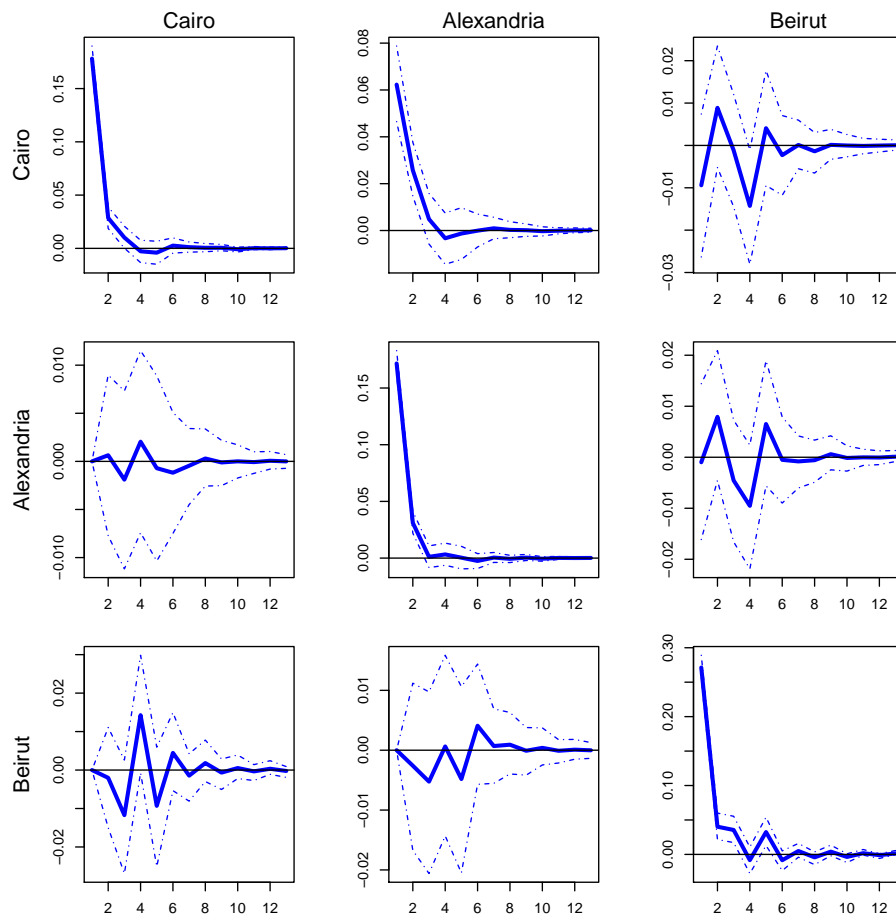 Cairo Alexandria Beirut
Cairo
0.00 0.05 0.10 0.15
2 4 6 8 10 12
0.00 0.02 0.04 0.06 0.08
2 4 6 8 10 12
−0.03 −0.01 0.01 0.02
2 4 6 8 10 12
Alexandria
−0.010 0.000 0.010
2 4 6 8 10 12
0.00 0.05 0.10 0.15
2 4 6 8 10 12
−0.02 −0.01 0.00 0.01 0.02
2 4 6 8 10 12
Beirut
−0.02 0.00 0.02
2 4 6 8 10 12
−0.02 −0.01 0.00 0.01
2 4 6 8 10 12
0.00 0.10 0.20 0.30
2 4 6 8 10 12